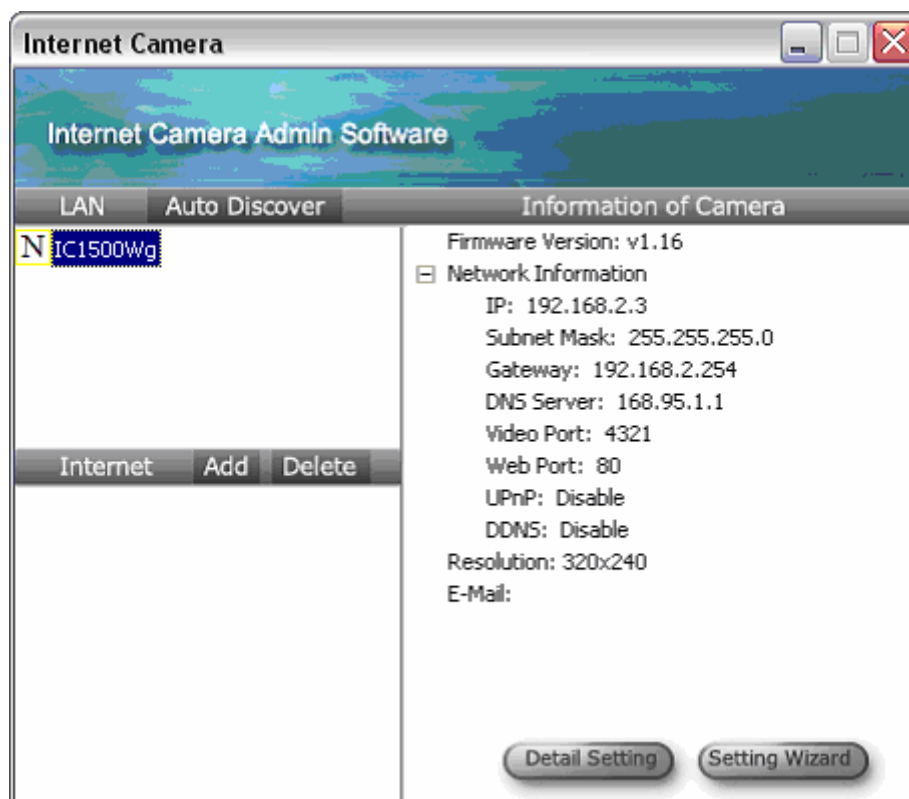 Internet Camera
Internet Camera Admin Software
LAN Auto Discover
N IC1500Wg
Internet Add Delete
Information of Camera
Firmware Version: v1.16
Network Information
IP: 192.168.2.3
Subnet Mask: 255.255.255.0
Gateway: 192.168.2.254
DNS Server: 168.95.1.1
Video Port: 4321
Web Port: 80
UPnP: Disable
DDNS: Disable
Resolution: 320x240
E-Mail:
Detail Setting Setting Wizard